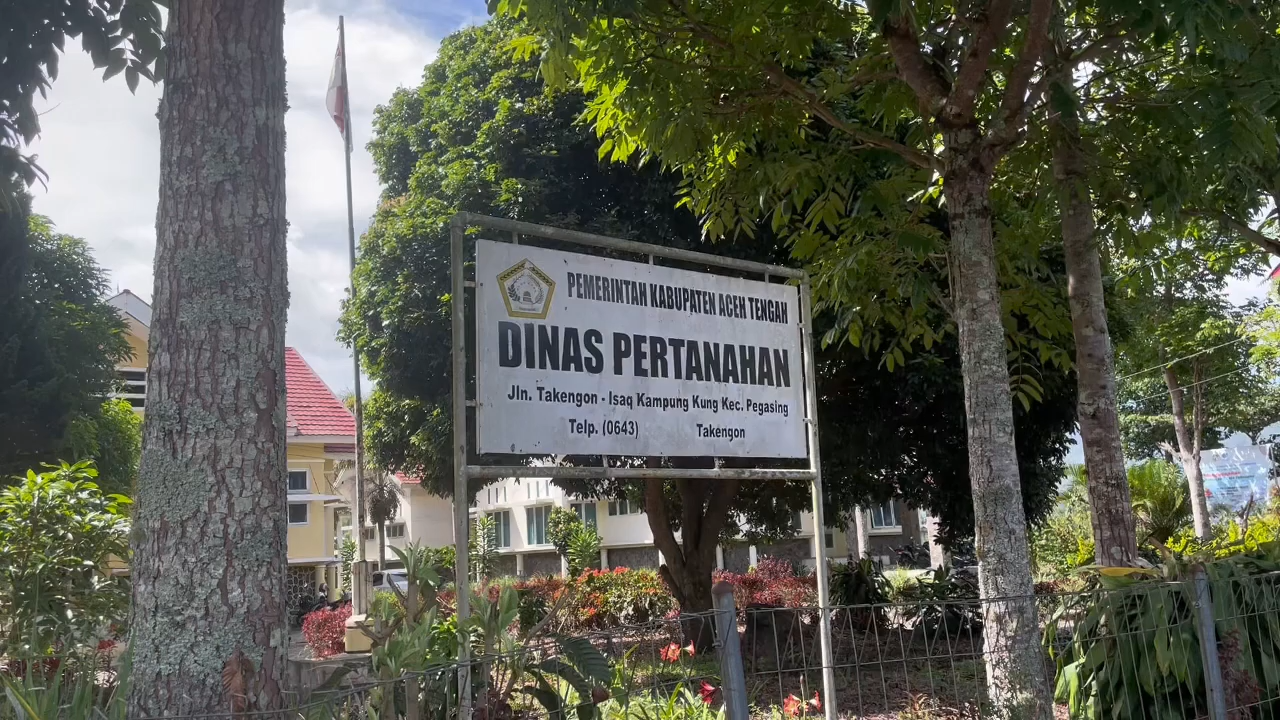 PEMERINTAH KABUPATEN ACEH TENGAH
DINAS PERTANAHAN
Jln. Takengon - Isaq Kampung Kung Kec. Pegasing
Telp. (0643) Takengon